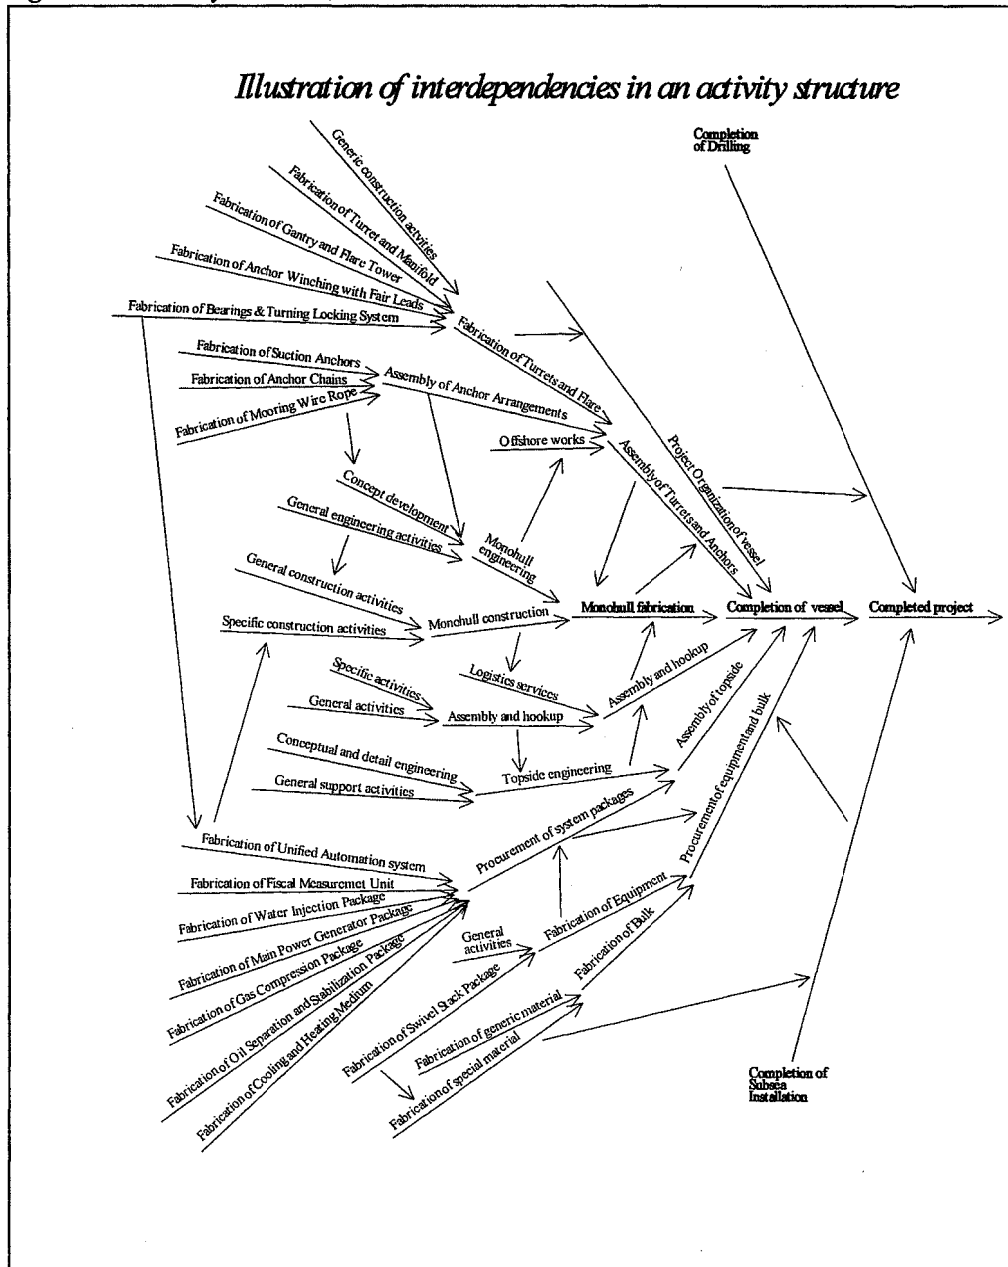 Illustration of interdependencies in an activity structure
Completion
of Drilling
Generic construction actvities
Fabrication of Turret and Manifold
Fabrication of Gantry and Flare Tower
Fabrication of Anchor Winching with Fair Leads
Fabrication of Bearings & Turning Locking System
Fabrication of Turrets and Flare
Fabrication of Suction Anchors
Fabrication of Anchor Chains
Fabrication of Mooring Wire Rope
Assembly of Anchor Arrangements
Offshore works
Project Organization of vessel
Assembly of Turrets and Anchors
Concept development
General engineering activities
Monohull
engineering
General construction activities
Specific construction activities
Monohull construction
Monohull fabrication
Completion of vessel
Completed project
Specific activities
General activities
Logistics services
Assembly and hookup
Assembly and hookup
Conceptual and detail engineering
General support activities
Topside engineering
Assembly of topside
Procurement of equipment and bulk
Procurement of system packages
Fabrication of Unified Automation system
Fabrication of Fiscal Measuremet Unit
Fabrication of Water Injection Package
Fabrication of Main Power Generator Package
Fabrication of Gas Compression Package
Fabrication of Oil Separation and Stabilization Package
Fabrication of Cooling and Heating Medium
General
activities
Fabrication of Equipment
Fabrication of Bulk
Fabrication of Swivel Stack Package
Fabrication of generic material
Fabrication of special material
Completion of
Subsea
Installation